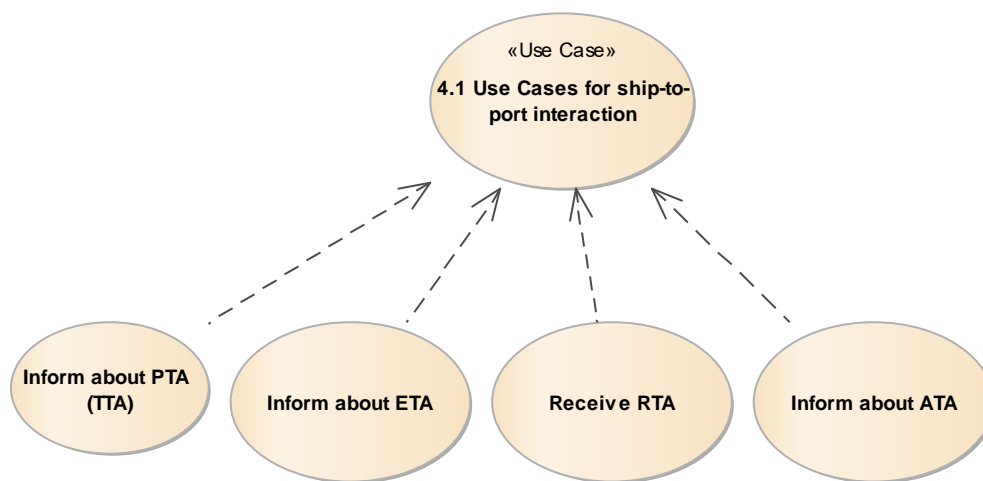 «Use Case»
4.1 Use Cases for ship-to-
port interaction
Inform about PTA
(TTA)
Inform about ETA
Receive RTA
Inform about ATA